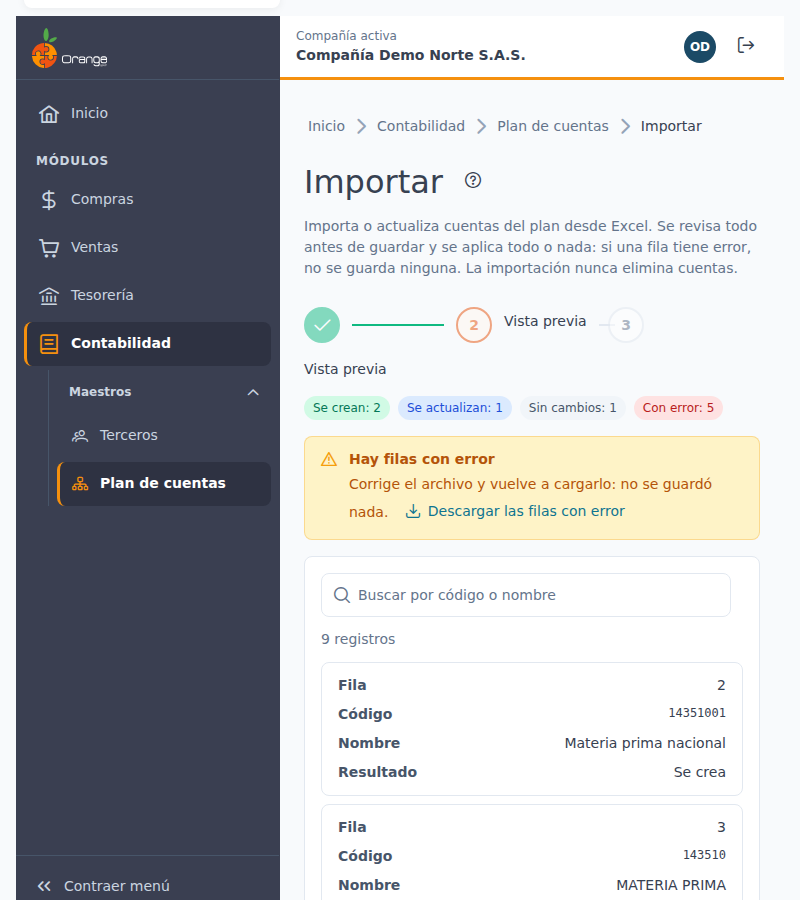 Orange
Inicio
MÓDULOS
Compras
Ventas
Tesorería
Contabilidad
Maestros
Terceros
Plan de cuentas
Contraer menú
Compañía activa
Compañía Demo Norte S.A.S.
OD
Inicio
Contabilidad
Plan de cuentas
Importar
Importar
Importa o actualiza cuentas del plan desde Excel. Se revisa todo
antes de guardar y se aplica todo o nada: si una fila tiene error,
no se guarda ninguna. La importación nunca elimina cuentas.
2
Vista previa
3
Vista previa
Se crean: 2
Se actualizan: 1
Sin cambios: 1
Con error: 5
Hay filas con error
Corrige el archivo y vuelve a cargarlo: no se guardó
nada. Descargar las filas con error
Buscar por código o nombre
9 registros
Fila 2
Código 14351001
Nombre Materia prima nacional
Resultado Se crea
Fila 3
Código 143510
Nombre MATERIA PRIMA